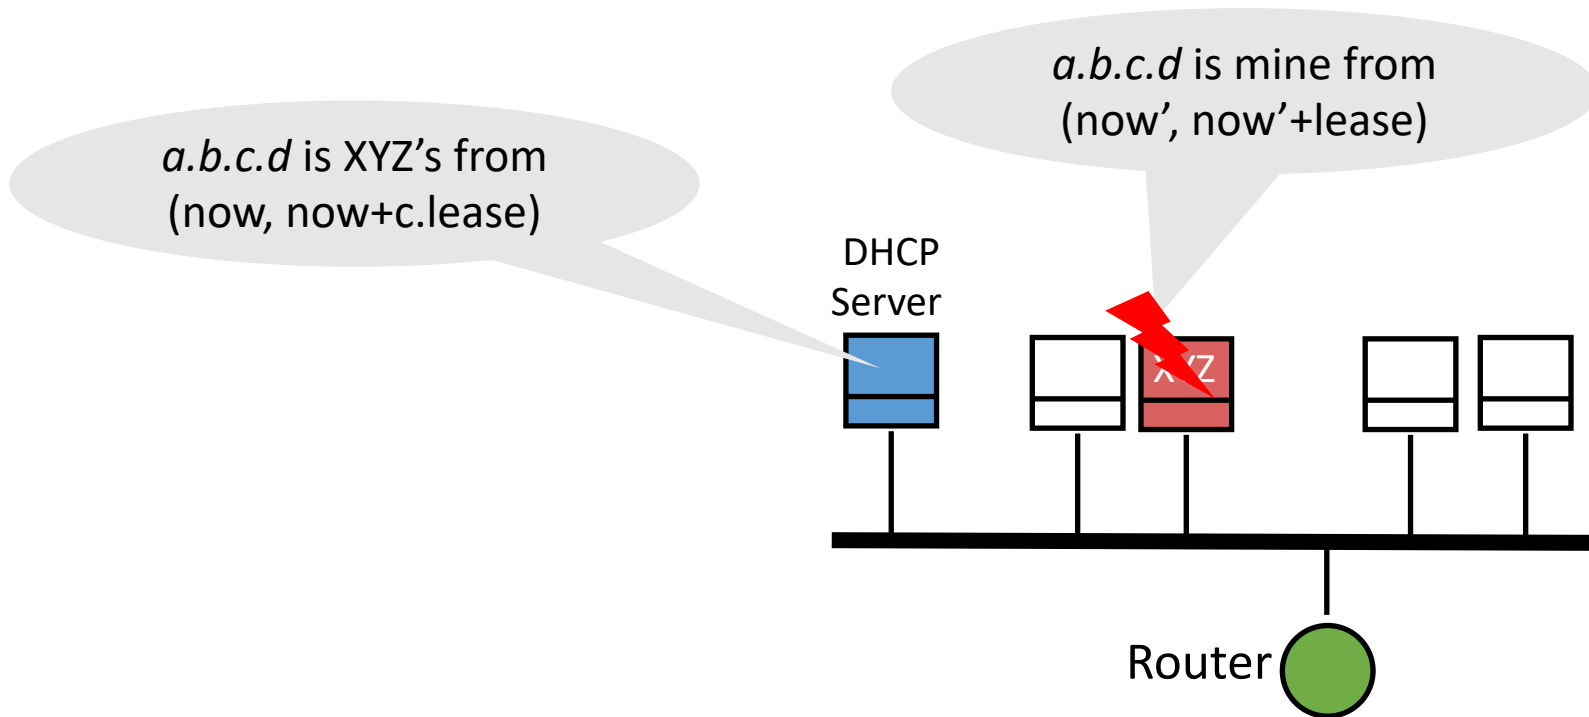 a.b.c.d is mine from
(now’, now’+lease)
a.b.c.d is XYZ’s from
(now, now+c.lease)
DHCP
Server
XYZ
Router